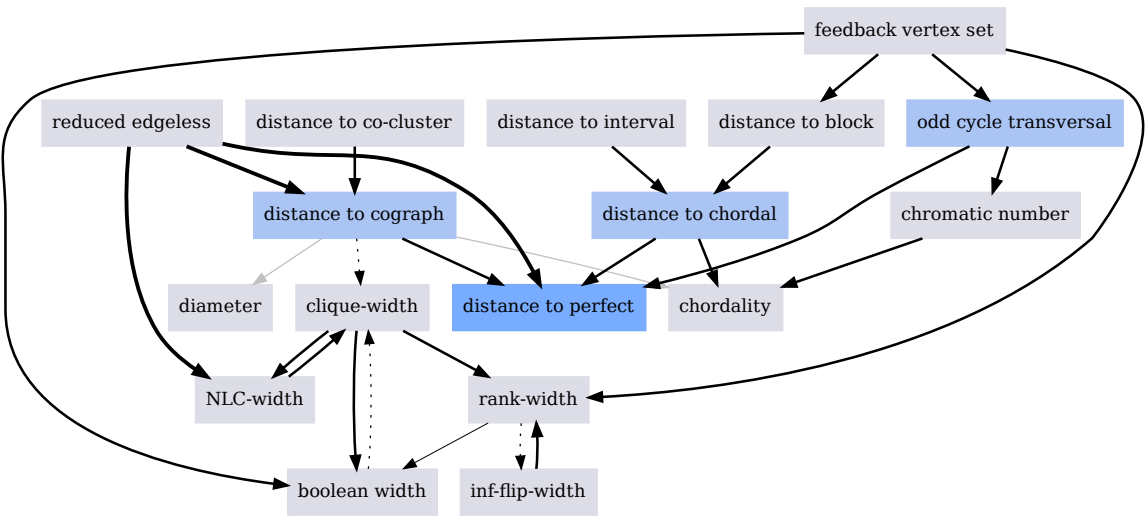 feedback vertex set
reduced edgeless
distance to co-cluster
distance to interval
distance to block
odd cycle transversal
distance to cograph
distance to chordal
chromatic number
diameter
clique-width
distance to perfect
chordality
NLC-width
rank-width
boolean width
inf-flip-width